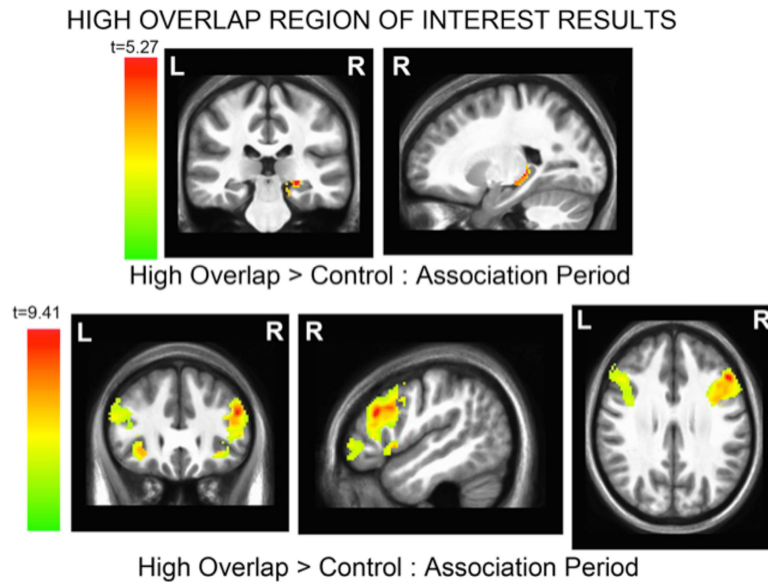 HIGH OVERLAP REGION OF INTEREST RESULTS
t=5.27
L R
R
High Overlap > Control : Association Period
t=9.41
L R
R
L R
High Overlap > Control : Association Period